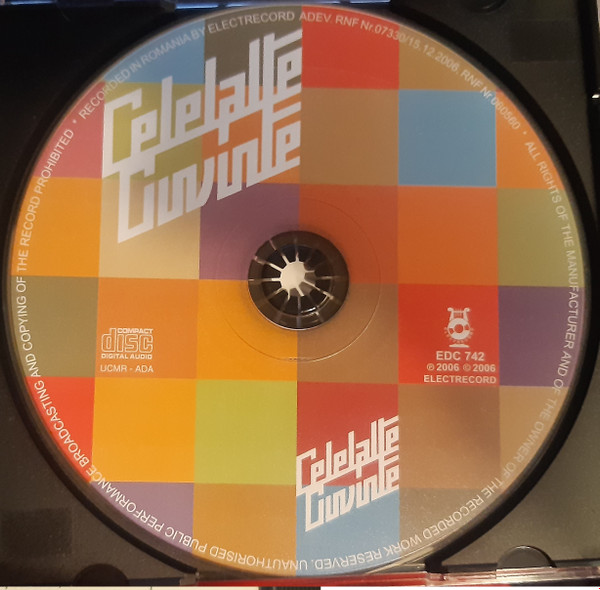 RECORDED IN ROMANIA BY ELECTRECORD ADEV. RNF Nr.07330/15.12.2006. RNF Nr.060560 * ALL RIGHTS OF THE MANUFACTURER AND OF THE OWNER OF THE RECORDED WORK RESERVED. UNAUTHORISED PUBLIC PERFORMANCE BROADCASTING AND COPYING OF THE RECORD PROHIBITED *
Celelalte
Cuvinte
COMPACT
disc
DIGITAL AUDIO
UCMR - ADA
EDC 742
℗ 2006 © 2006
ELECTRECORD
Celelalte
Cuvinte